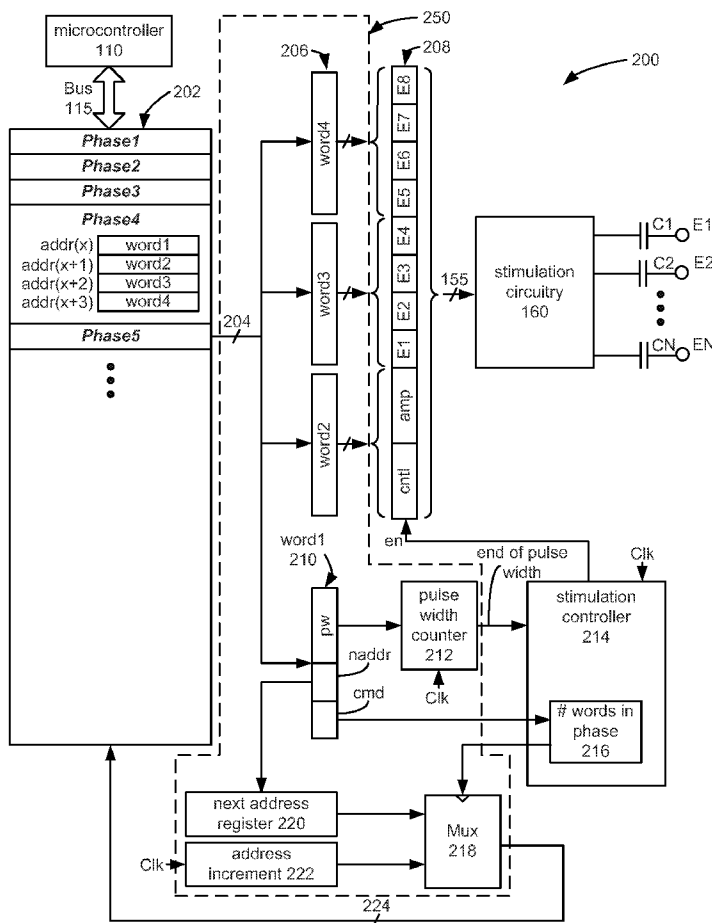 250
microcontroller
110
206
208
200
Bus
115
202
Phase1
Phase2
Phase3
Phase4
addr(x) word1
addr(x+1) word2
addr(x+2) word3
addr(x+3) word4
Phase5
204
word4
word3
word2
E8
E7
E6
E5
E4
E3
E2
E1
amp
cntl
155
stimulation
circuitry
160
C1
E1
C2
E2
CN
EN
en
word1
210
end of pulse
width
Clk
pw
naddr
cmd
pulse
width
counter
212
Clk
stimulation
controller
214
# words in
phase
216
next address
register 220
Clk
address
increment 222
Mux
218
224